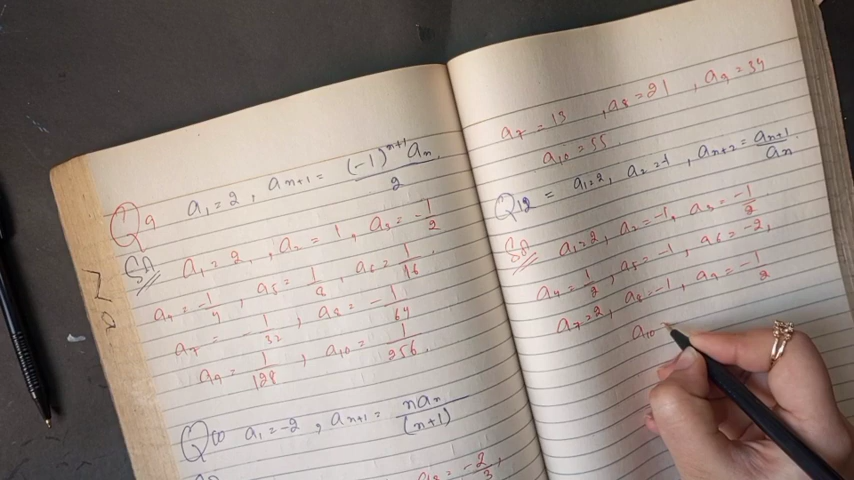 Q9 a₁ = 2 , aₙ₊₁ = (-1)ⁿ⁺¹ aₙ / 2
Sol a₁ = 2 , a₂ = 1 , a₃ = -1/2
a₄ = -1/4 , a₅ = 1/8 , a₆ = 1/16 .
a₇ = -1/32 , a₈ = -1/64
a₉ = 1/128 , a₁₀ = 1/256 .
Q10 a₁ = -2 , aₙ₊₁ = naₙ/(n+1)
a₃ = -2/3 ,
a₇ = 13 , a₈ = 21 , a₉ = 34
a₁₀ = 55 .
Q12 = a₁=2, a₂=-1 , aₙ₊₂ = aₙ₊₁/aₙ .
Sol a₁ = 2 , a₂ = -1, a₃ = -1/2
a₄ = 1/2 , a₅ = -1 , a₆ = -2 ,
a₇ = 2 , a₈ = -1 , a₉ = -1/2
a₁₀